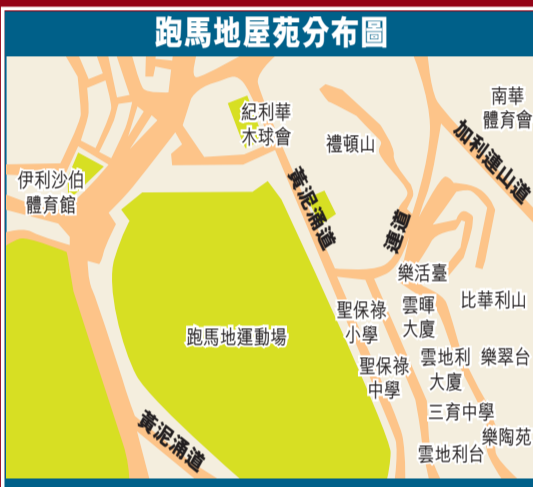 跑馬地屋苑分布圖
南華
體育會
紀利華
木球會
禮頓山
加利連山道
伊利沙伯
體育館
黃泥涌道
連道
樂活臺
比華利山
聖保祿
小學
雲暉
大廈
跑馬地運動場
聖保祿
中學
雲地利
大廈
樂翠台
三育中學
黃泥涌道
樂陶苑
雲地利台